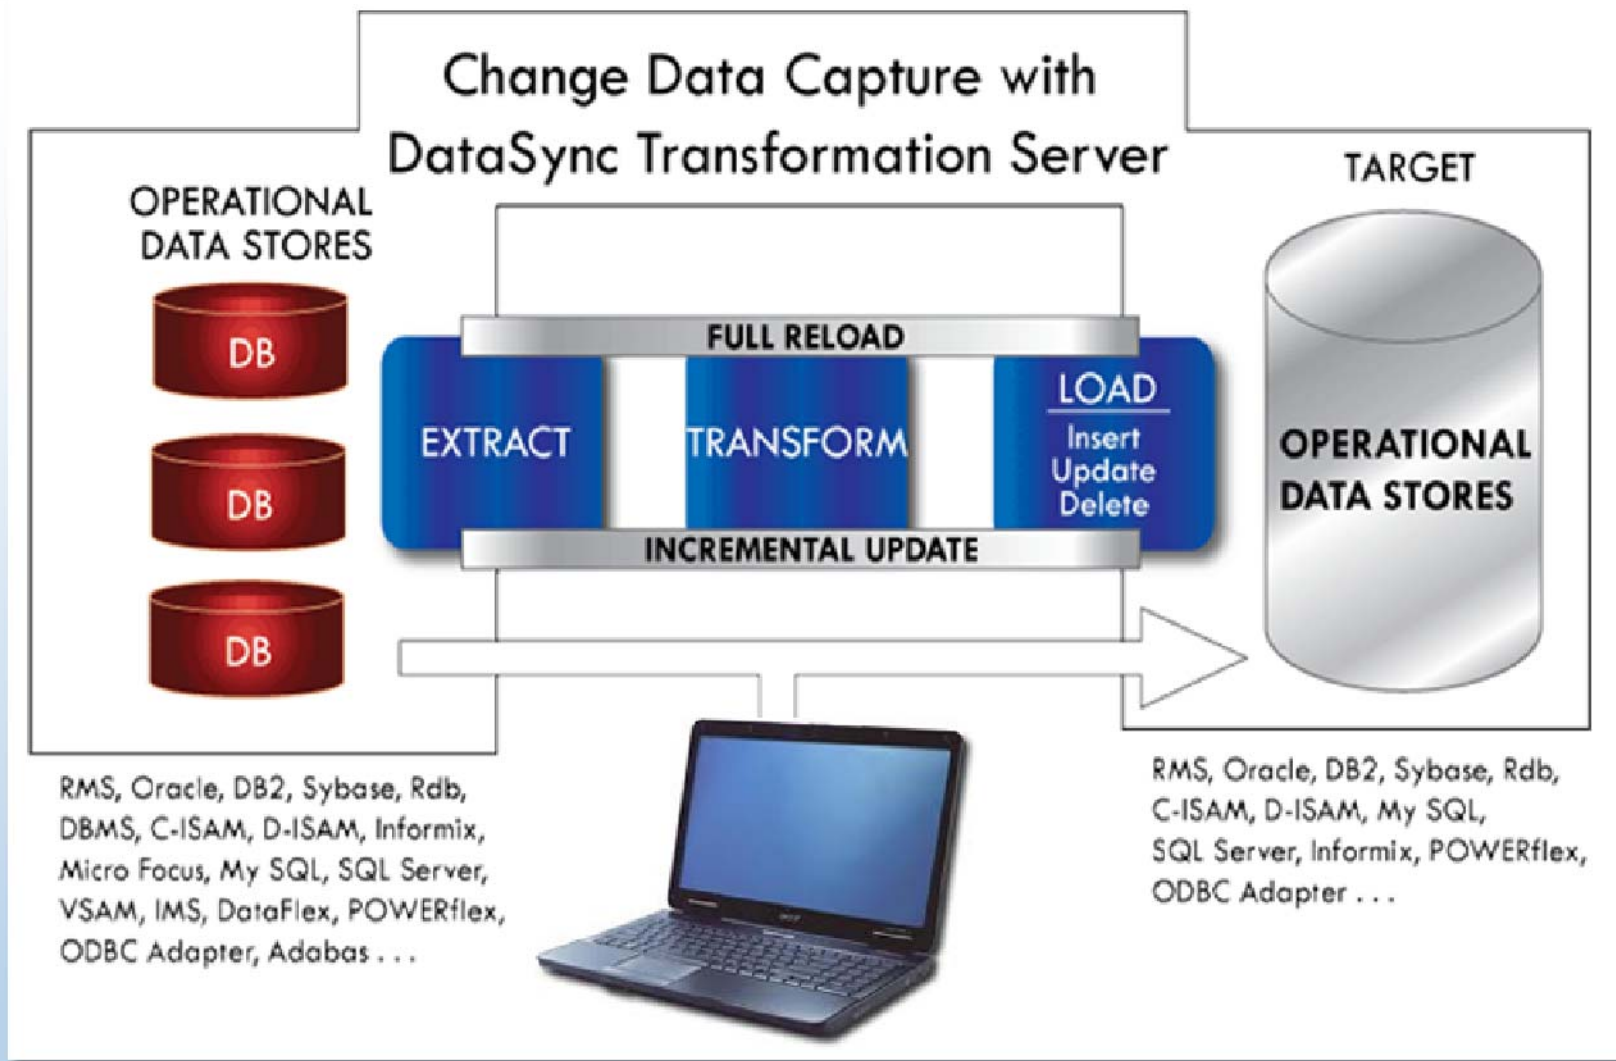 Change Data Capture with
DataSync Transformation Server
OPERATIONAL
DATA STORES
DB
DB
DB
FULL RELOAD
EXTRACT
TRANSFORM
LOAD
Insert
Update
Delete
INCREMENTAL UPDATE
TARGET
OPERATIONAL
DATA STORES
RMS, Oracle, DB2, Sybase, Rdb,
DBMS, C-ISAM, D-ISAM, Informix,
Micro Focus, My SQL, SQL Server,
VSAM, IMS, DataFlex, POWERflex,
ODBC Adapter, Adabas . . .
RMS, Oracle, DB2, Sybase, Rdb,
C-ISAM, D-ISAM, My SQL,
SQL Server, Informix, POWERflex,
ODBC Adapter . . .